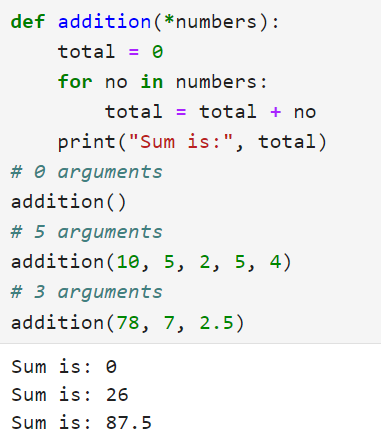 def addition(*numbers):
    total = 0
    for no in numbers:
        total = total + no
    print("Sum is:", total)
# 0 arguments
addition()
# 5 arguments
addition(10, 5, 2, 5, 4)
# 3 arguments
addition(78, 7, 2.5)
Sum is: 0
Sum is: 26
Sum is: 87.5